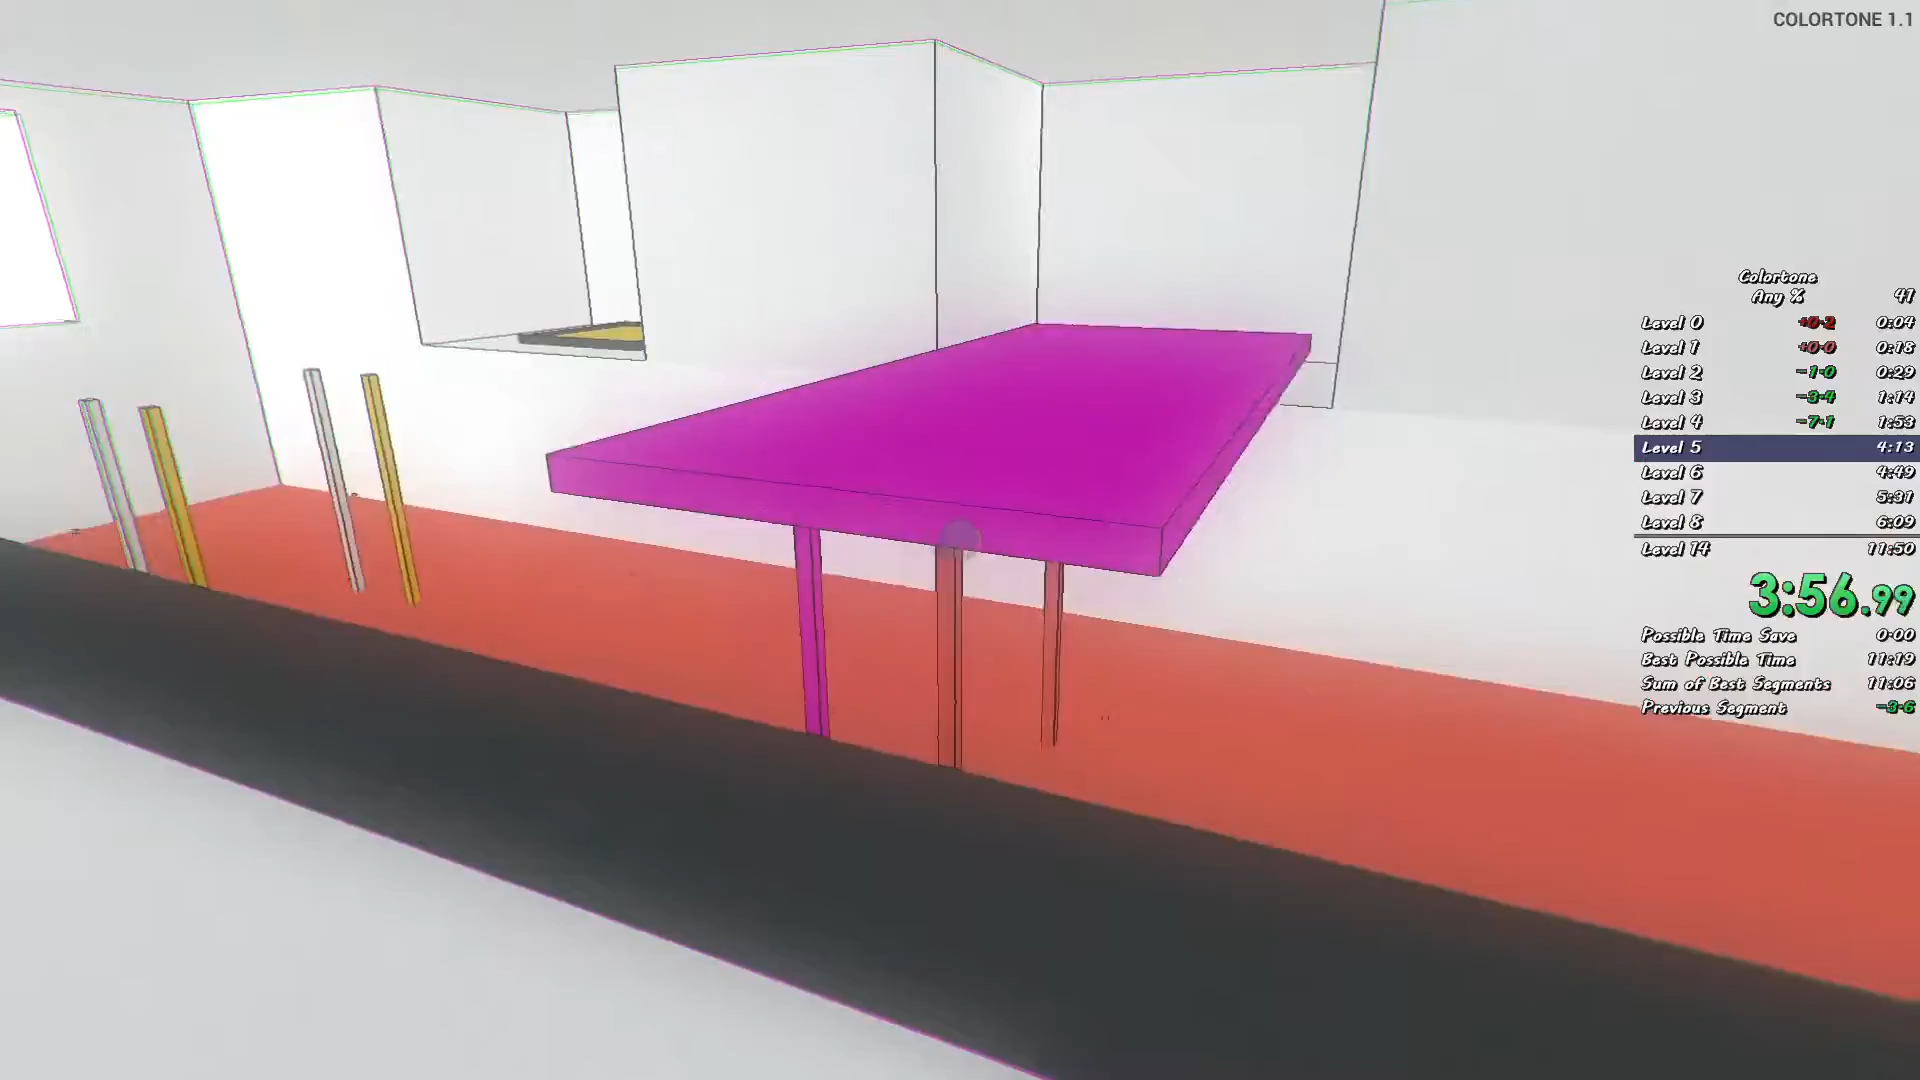 COLORTONE 1.1
Colortone
Any % 41
Level 0 +0.2 0:04
Level 1 +0.0 0:18
Level 2 -1.0 0:29
Level 3 -3.4 1:14
Level 4 -7.1 1:53
Level 5 4:13
Level 6 4:49
Level 7 5:31
Level 8 6:09
Level 14 11:50
3:56.99
Possible Time Save 0.00
Best Possible Time 11:19
Sum of Best Segments 11:06
Previous Segment -3.6